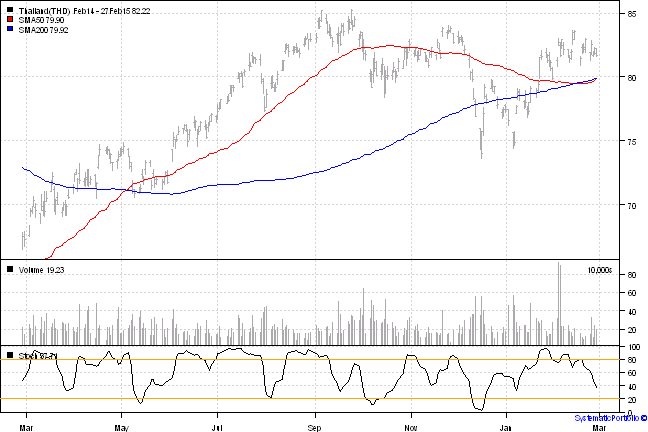 Thailand(THD) Feb14 - 27Feb15 82.22
SMA50 79.90
SMA200 79.92
85
80
75
70
Volume 19.23
10,000s
80
60
40
20
100
80
60
40
20
0
Mar May Jul Sep Nov Jan Mar
SystematicPortfolio ©